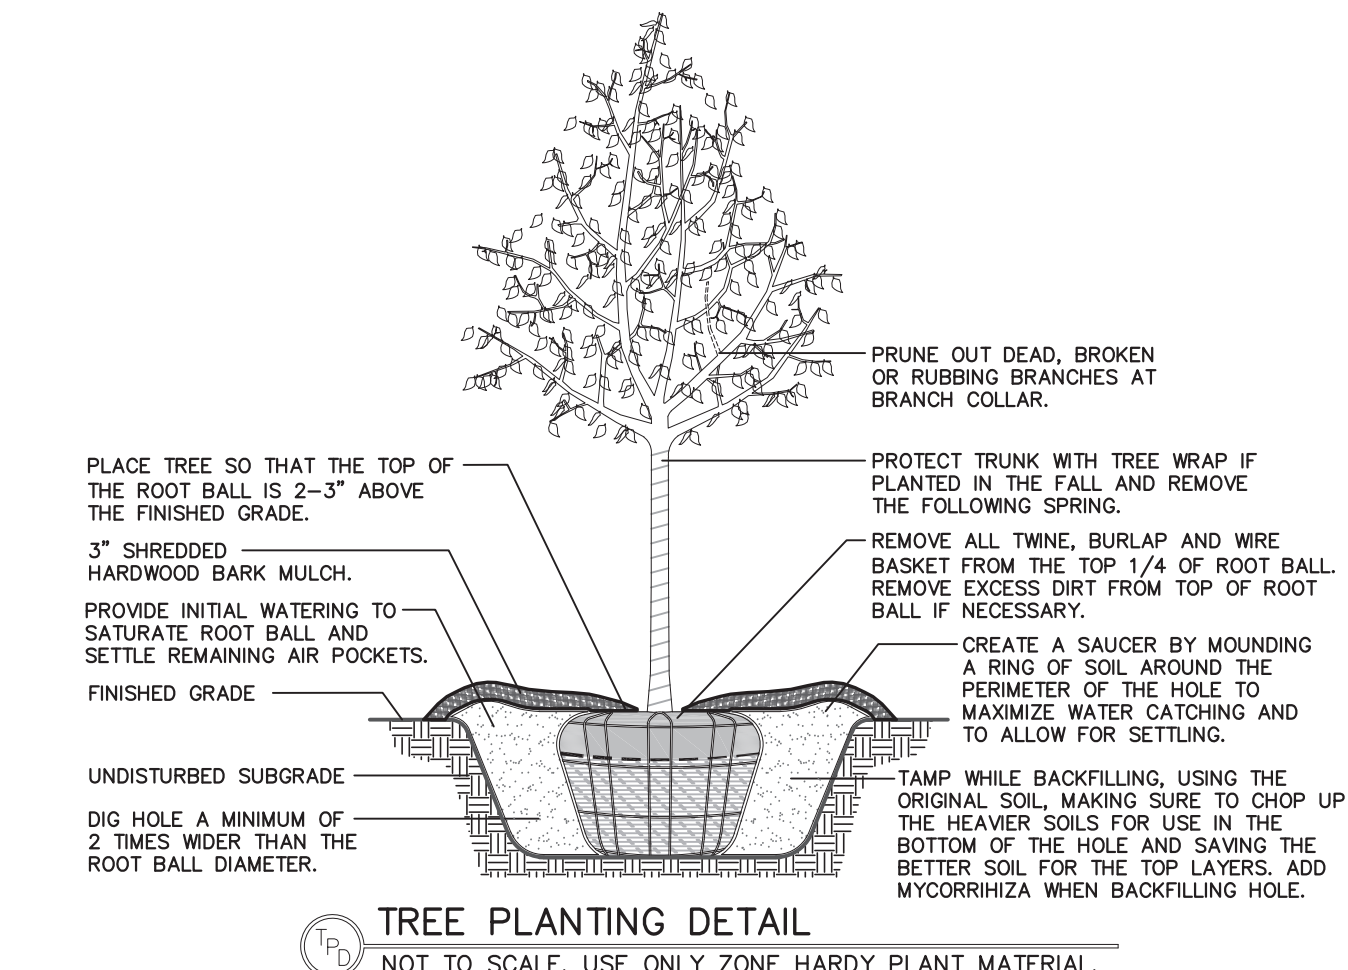 PRUNE OUT DEAD, BROKEN
OR RUBBING BRANCHES AT
BRANCH COLLAR.
PLACE TREE SO THAT THE TOP OF
THE ROOT BALL IS 2–3” ABOVE
THE FINISHED GRADE.
3” SHREDDED
HARDWOOD BARK MULCH.
PROVIDE INITIAL WATERING TO
SATURATE ROOT BALL AND
SETTLE REMAINING AIR POCKETS.
FINISHED GRADE
UNDISTURBED SUBGRADE
DIG HOLE A MINIMUM OF
2 TIMES WIDER THAN THE
ROOT BALL DIAMETER.
PROTECT TRUNK WITH TREE WRAP IF
PLANTED IN THE FALL AND REMOVE
THE FOLLOWING SPRING.
REMOVE ALL TWINE, BURLAP AND WIRE
BASKET FROM THE TOP 1/4 OF ROOT BALL.
REMOVE EXCESS DIRT FROM TOP OF ROOT
BALL IF NECESSARY.
CREATE A SAUCER BY MOUNDING
A RING OF SOIL AROUND THE
PERIMETER OF THE HOLE TO
MAXIMIZE WATER CATCHING AND
TO ALLOW FOR SETTLING.
TAMP WHILE BACKFILLING, USING THE
ORIGINAL SOIL, MAKING SURE TO CHOP UP
THE HEAVIER SOILS FOR USE IN THE
BOTTOM OF THE HOLE AND SAVING THE
BETTER SOIL FOR THE TOP LAYERS. ADD
MYCORRIHIZA WHEN BACKFILLING HOLE.
TPD
TREE PLANTING DETAIL
NOT TO SCALE. USE ONLY ZONE HARDY PLANT MATERIAL.